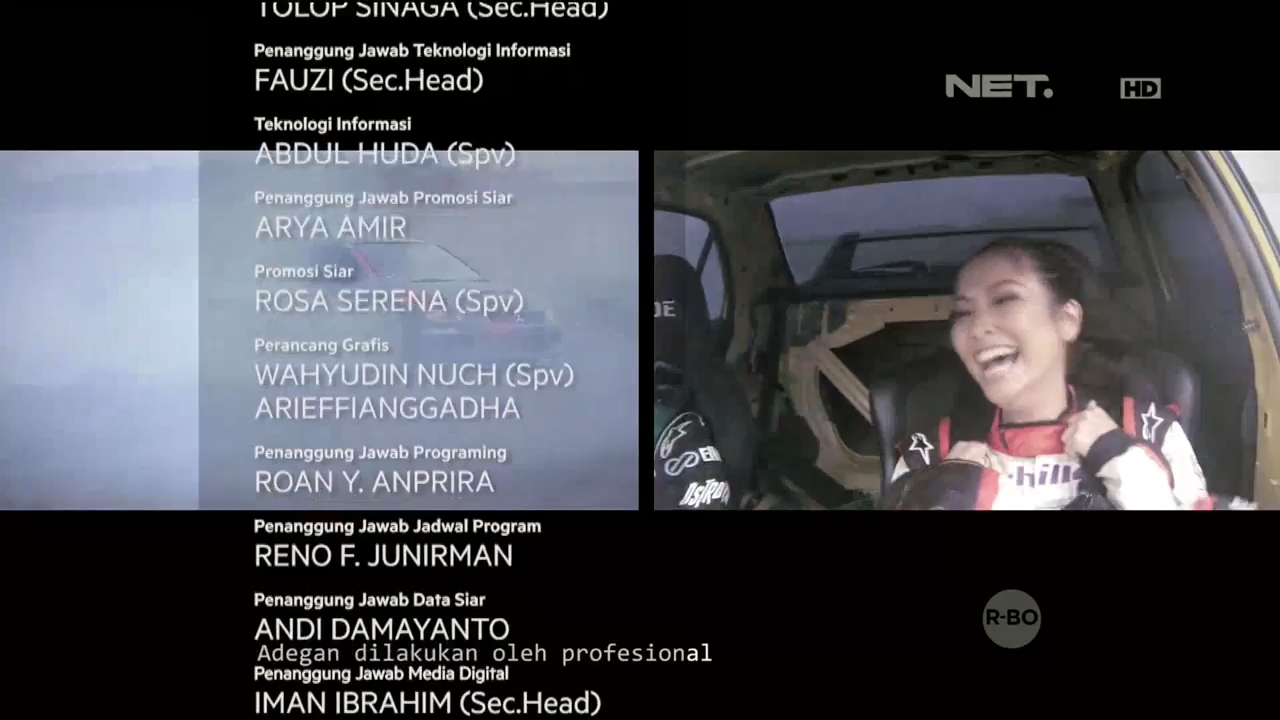 TOLOP SINAGA (Sec.Head)
Penanggung Jawab Teknologi Informasi
FAUZI (Sec.Head)
NET.
HD
Teknologi Informasi
ABDUL HUDA (Spv)
Penanggung Jawab Promosi Siar
ARYA AMIR
Promosi Siar
ROSA SERENA (Spv)
Perancang Grafis
WAHYUDIN NUCH (Spv)
ARIEFFIANGGADHA
Penanggung Jawab Programing
ROAN Y. ANPRIRA
Penanggung Jawab Jadwal Program
RENO F. JUNIRMAN
Penanggung Jawab Data Siar
ANDI DAMAYANTO
R-BO
Adegan dilakukan oleh profesional
Penanggung Jawab Media Digital
IMAN IBRAHIM (Sec.Head)